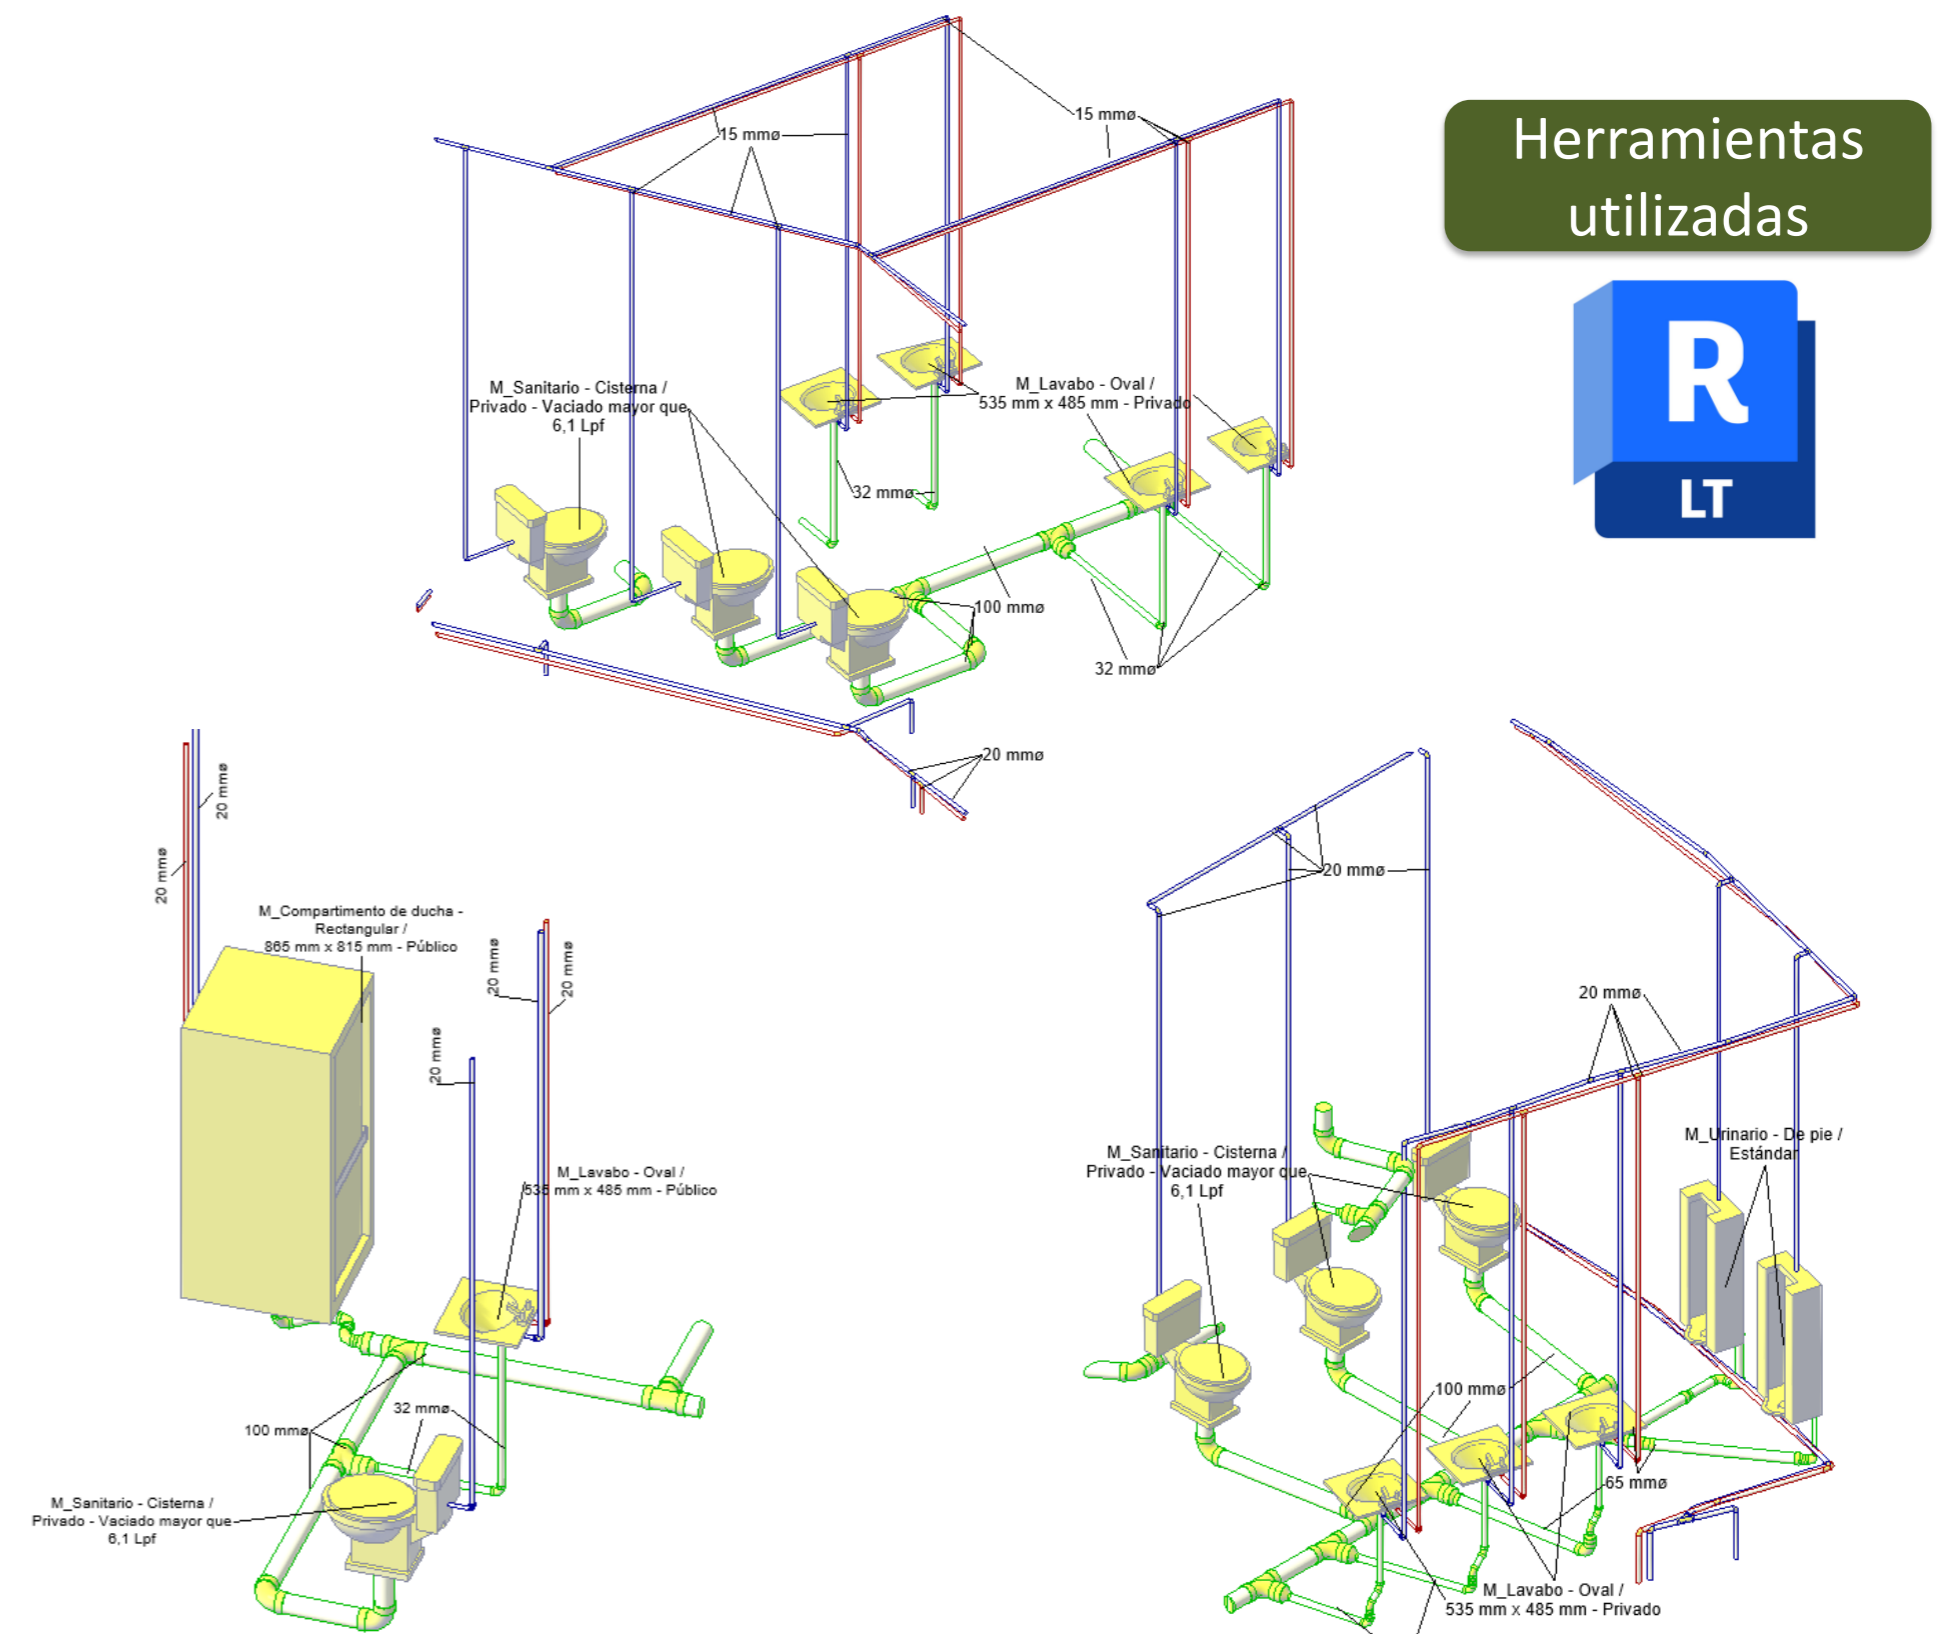 Herramientas
utilizadas
R
LT
15 mmø
15 mmø
M_Sanitario - Cisterna /
Privado - Vaciado mayor que
6,1 Lpf
M_Lavabo - Oval /
535 mm x 485 mm - Privado
32 mmø
100 mmø
32 mmø
20 mmø
20 mmø
20 mmø
M_Compartimento de ducha -
Rectangular /
865 mm x 815 mm - Público
20 mmø
20 mmø
20 mmø
M_Lavabo - Oval /
535 mm x 485 mm - Público
32 mmø
100 mmø
M_Sanitario - Cisterna /
Privado - Vaciado mayor que
6,1 Lpf
20 mmø
20 mmø
M_Urinario - De pie /
Estándar
M_Sanitario - Cisterna /
Privado - Vaciado mayor que
6,1 Lpf
100 mmø
65 mmø
M_Lavabo - Oval /
535 mm x 485 mm - Privado